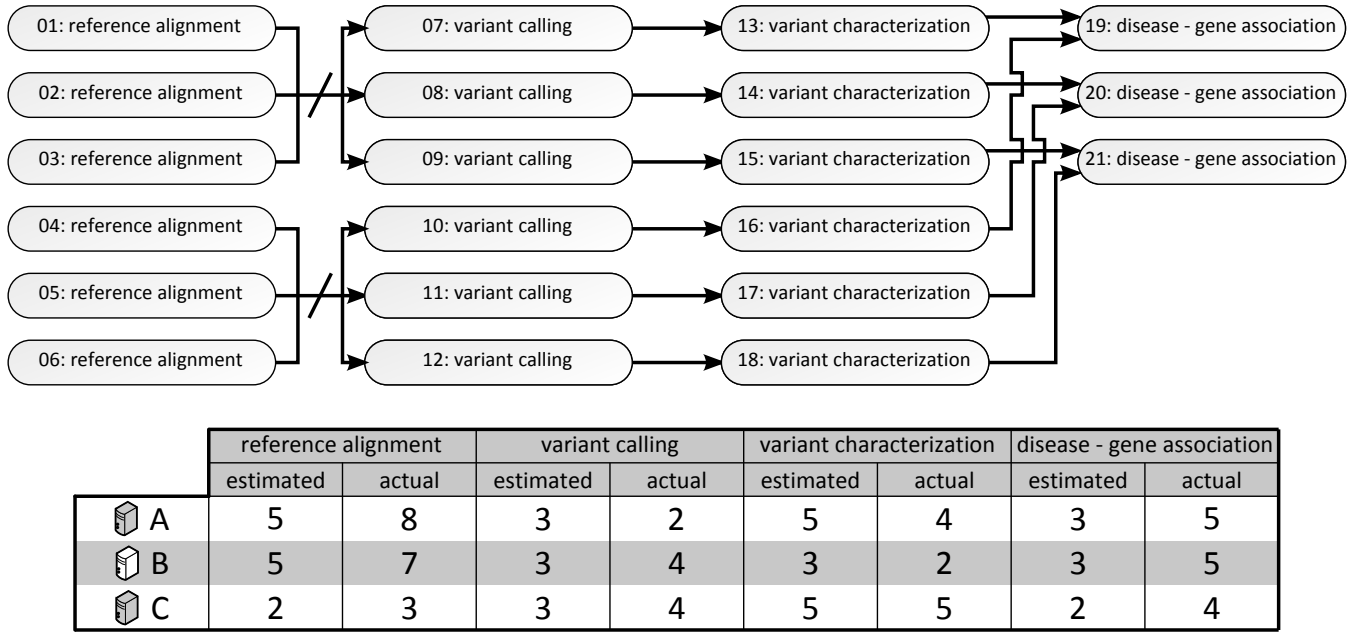 01: reference alignment 07: variant calling 13: variant characterization 19: disease - gene association
02: reference alignment 08: variant calling 14: variant characterization 20: disease - gene association
03: reference alignment 09: variant calling 15: variant characterization 21: disease - gene association
04: reference alignment 10: variant calling 16: variant characterization
05: reference alignment 11: variant calling 17: variant characterization
06: reference alignment 12: variant calling 18: variant characterization
reference alignment variant calling variant characterization disease - gene association
estimated actual estimated actual estimated actual estimated actual
A 5 8 3 2 5 4 3 5
B 5 7 3 4 3 2 3 5
C 2 3 3 4 5 5 2 4